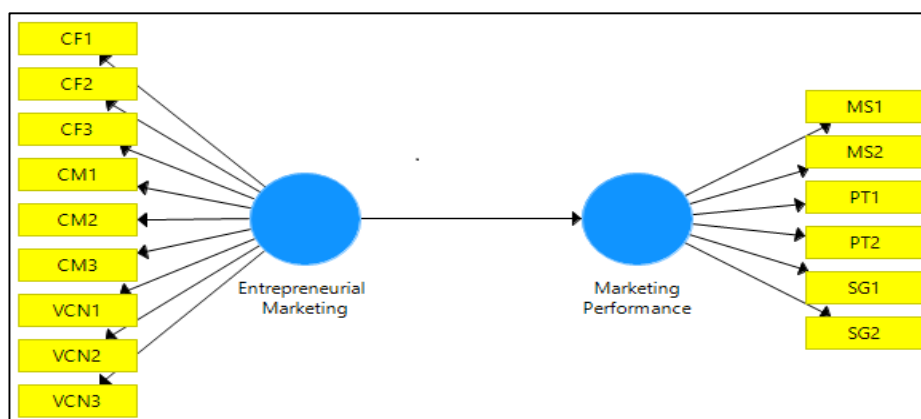 CF1
CF2
CF3
CM1
CM2
CM3
VCN1
VCN2
VCN3
Entrepreneurial
Marketing
Marketing
Performance
MS1
MS2
PT1
PT2
SG1
SG2